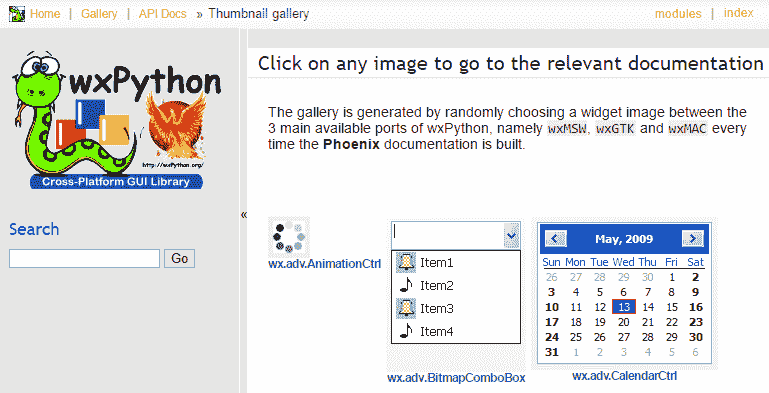 Home | Gallery | API Docs » Thumbnail gallery modules | index
wxPython
http://wxPython.org/
Cross-Platform GUI Library
Search
Go
«
Click on any image to go to the relevant documentation
The gallery is generated by randomly choosing a widget image between the
3 main available ports of wxPython, namely wxMSW, wxGTK and wxMAC every
time the Phoenix documentation is built.
wx.adv.AnimationCtrl
Item1
Item2
Item3
Item4
wx.adv.BitmapComboBox
May, 2009
Sun Mon Tue Wed Thu Fri Sat
26 27 28 29 30 1 2
3 4 5 6 7 8 9
10 11 12 13 14 15 16
17 18 19 20 21 22 23
24 25 26 27 28 29 30
31 1 2 3 4 5 6
wx.adv.CalendarCtrl